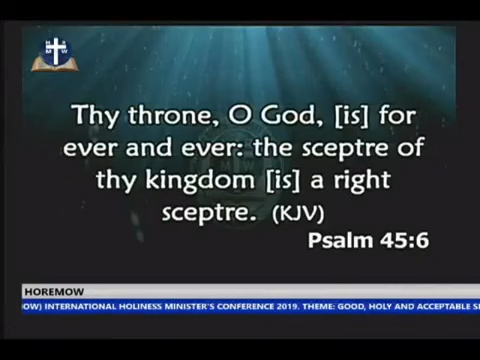 H R
M W
Thy throne, O God, [is] for
ever and ever: the sceptre of
thy kingdom [is] a right
sceptre. (KJV)
Psalm 45:6
HOREMOW
OW) INTERNATIONAL HOLINESS MINISTER'S CONFERENCE 2019. THEME: GOOD, HOLY AND ACCEPTABLE S